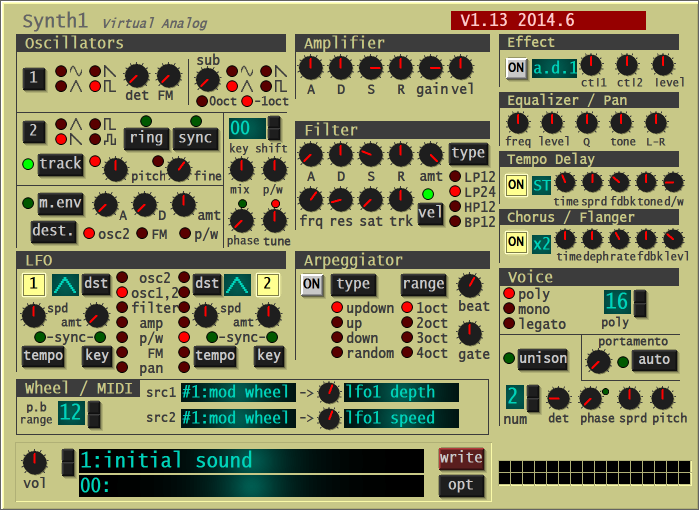 Synth1 Virtual Analog
V1.13 2014.6
Oscillators
1
det FM
sub
0oct -1oct
2
ring sync
00
key shift
track
pitch fine
mix p/w
m.env
A D amt
dest.
osc2 FM p/w
phase tune
Amplifier
A D S R gain vel
Filter
type
A D S R amt
LP12
LP24
HP12
BP12
frq res sat trk
vel
Effect
ON a.d.1
ctl1 ctl2 level
Equalizer / Pan
freq level Q tone L-R
Tempo Delay
ON ST
time sprd fdbk toned/w
Chorus / Flanger
ON x2
timedephratefdbk levl
LFO
1 dst
spd
amt
-sync-
tempo key
osc2
osc1,2
filter
amp
p/w
FM
pan
dst 2
spd
amt
-sync-
tempo key
Arpeggiator
ON type range
beat
updown
up
down
random
1oct
2oct
3oct
4oct
gate
Voice
poly
mono
legato
16
poly
portamento
unison
auto
2
num
det phase sprd pitch
Wheel / MIDI
p.b
range
12
src1 #1:mod wheel -> lfo1 depth
src2 #1:mod wheel -> lfo1 speed
vol
1:initial sound
00:
write
opt